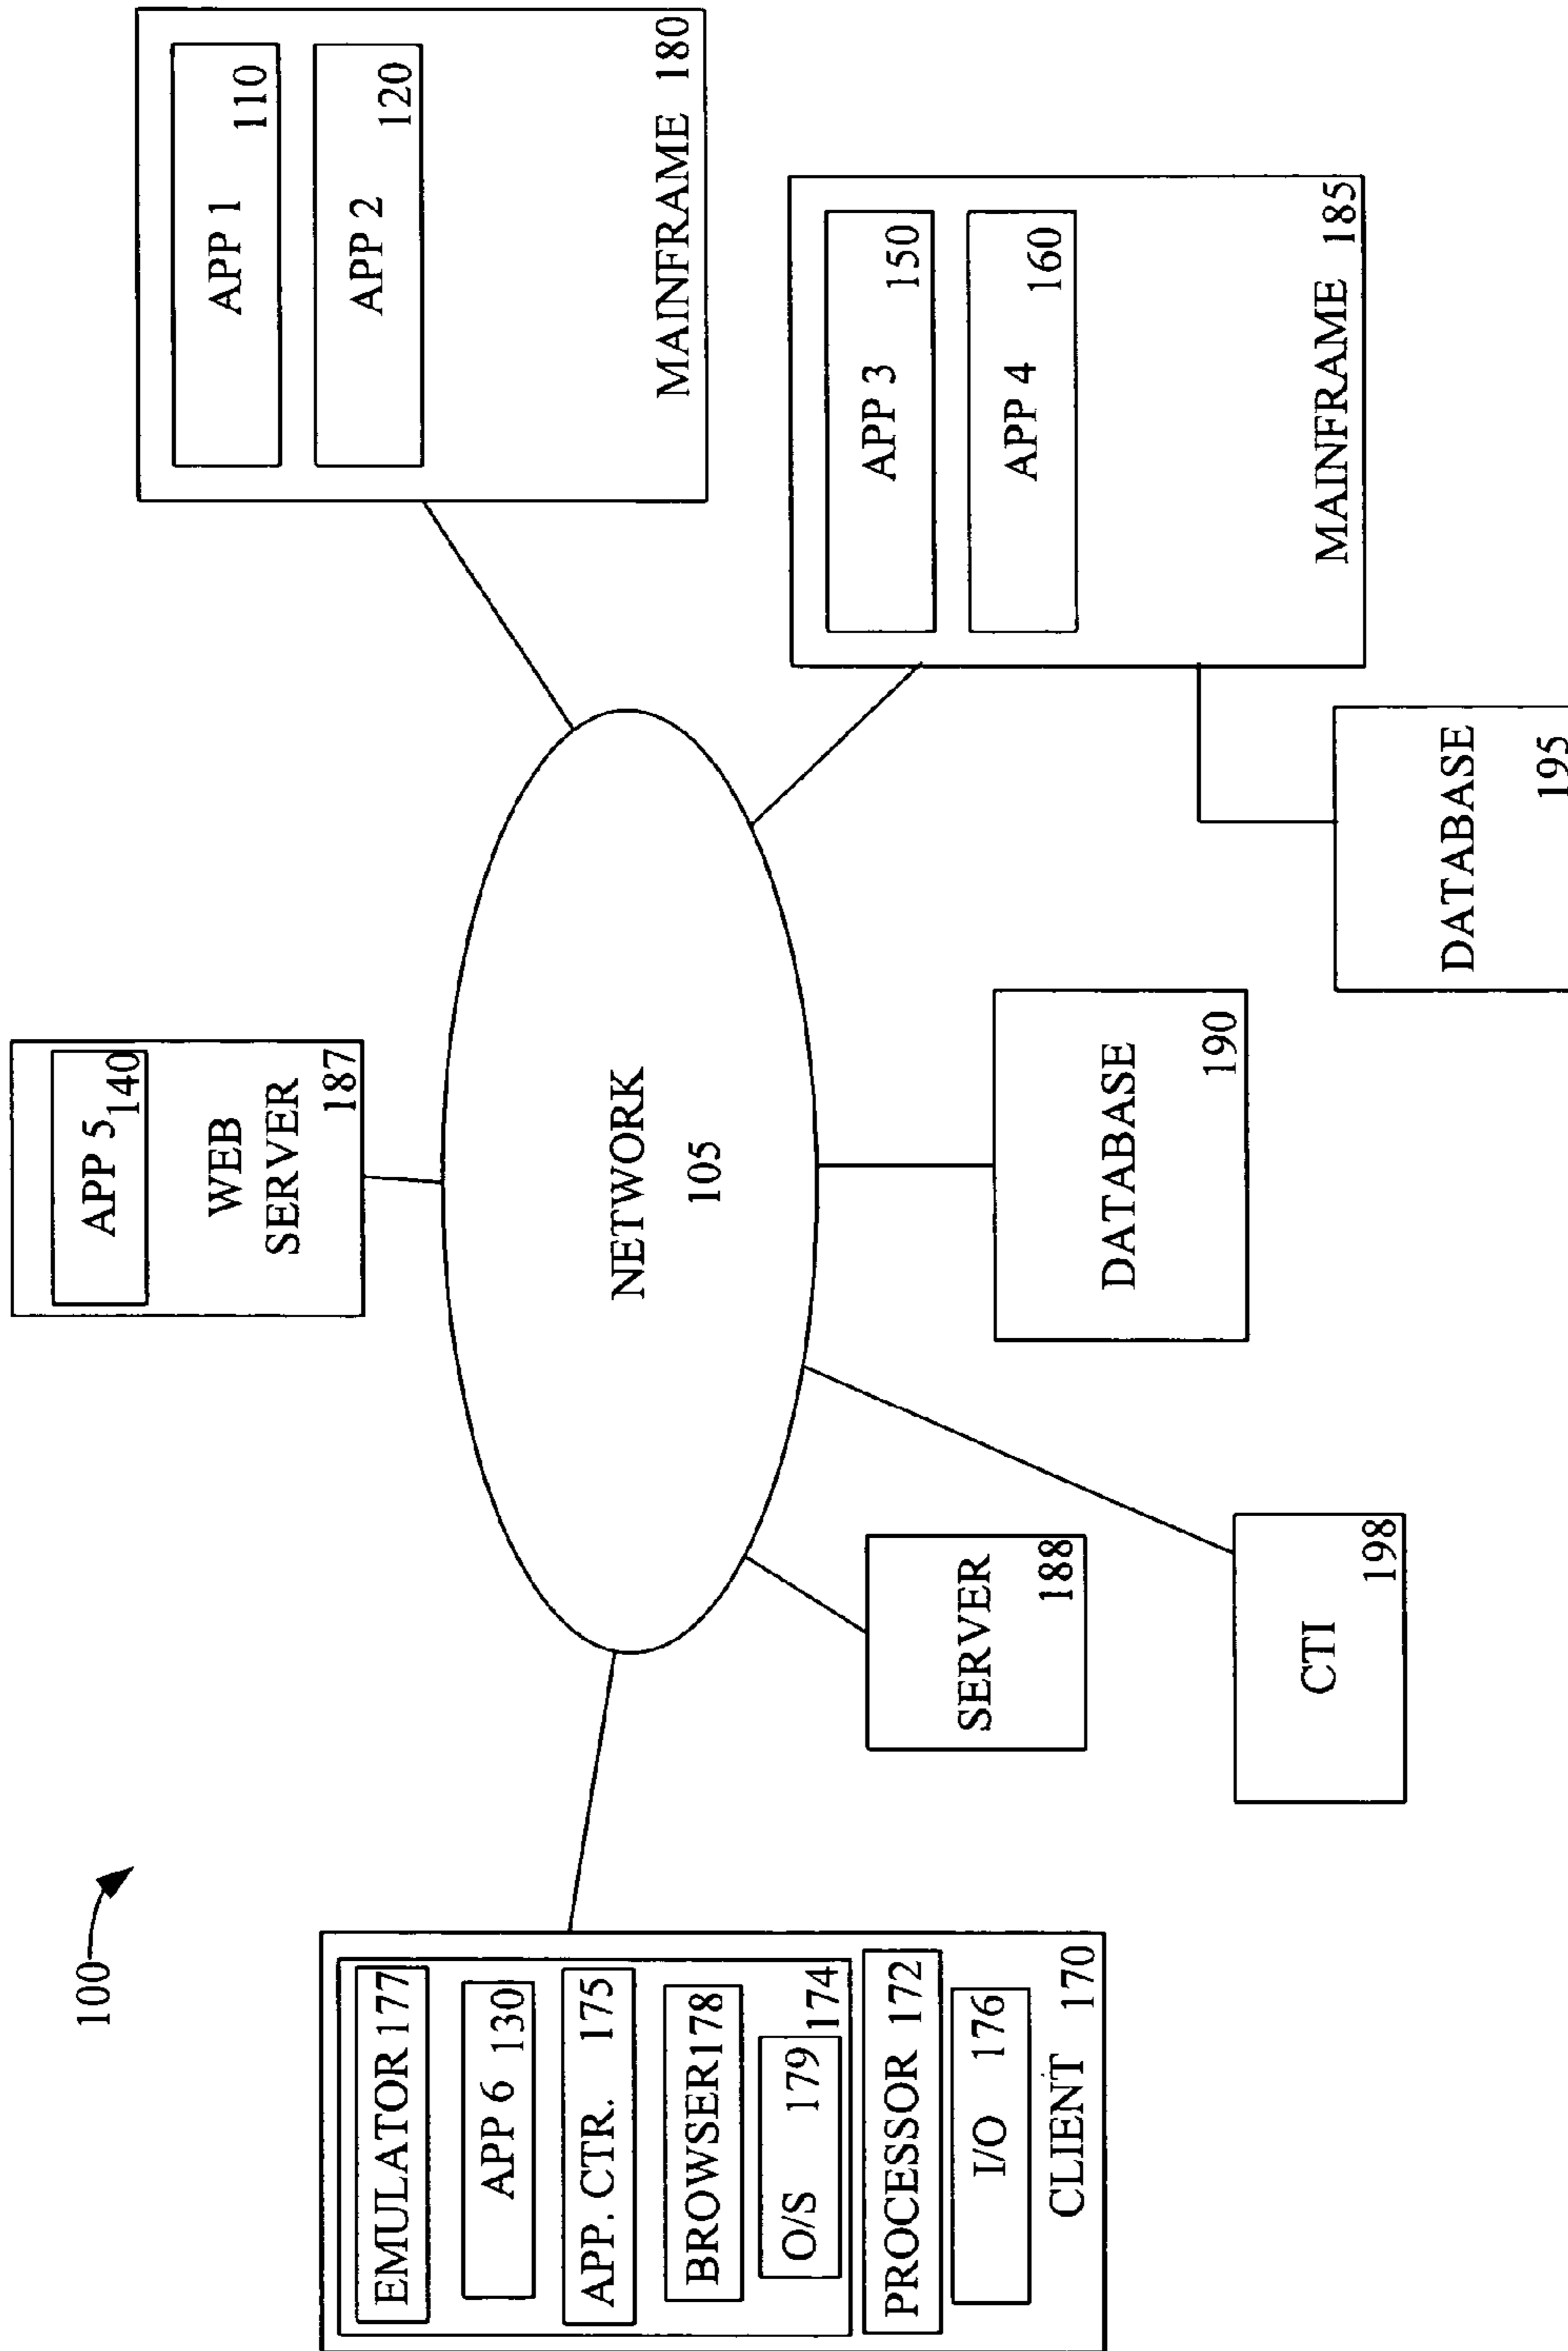 100
EMULATOR 177
APP 6 130
APP. CTR. 175
BROWSER 178
O/S 179
174
PROCESSOR 172
I/O 176
CLIENT 170
APP 5 140
WEB
SERVER
187
NETWORK
105
SERVER
188
CTI
198
DATABASE
190
APP 1
110
APP 2
120
MAINFRAME 180
APP 3
150
APP 4
160
MAINFRAME 185
DATABASE
195